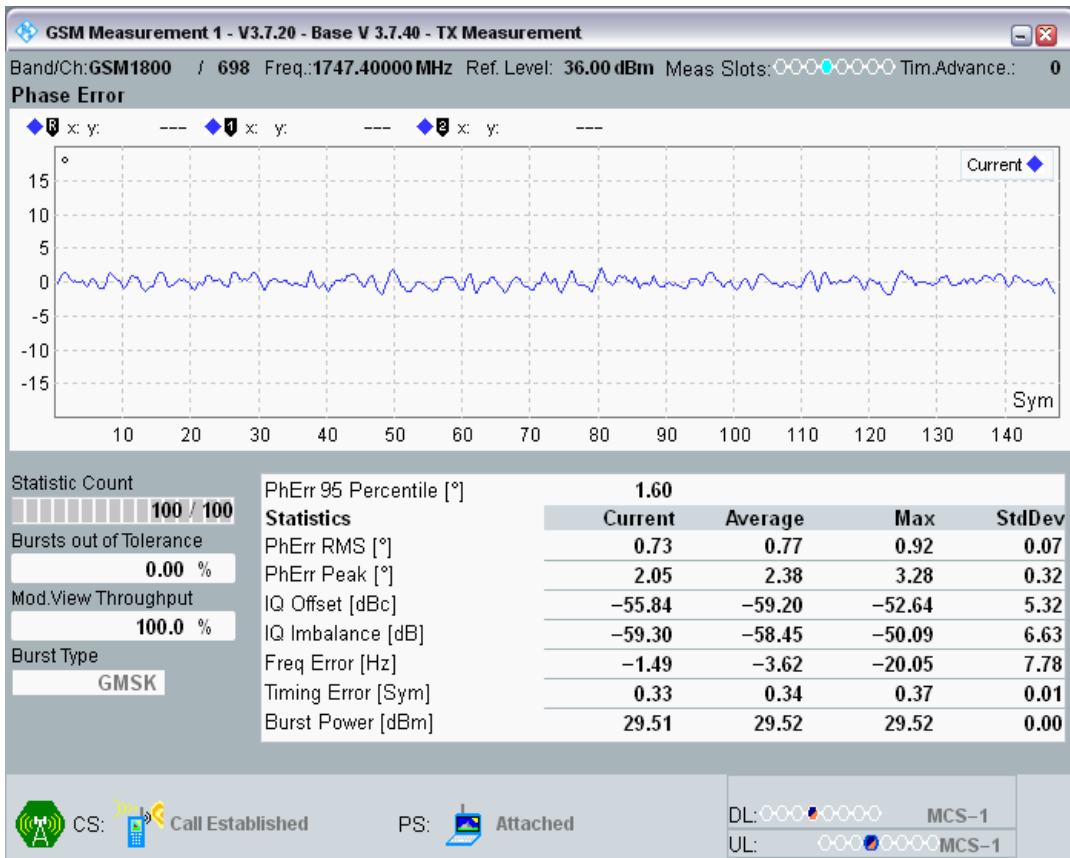 GSM Measurement 1 - V3.7.20 - Base V 3.7.40 - TX Measurement
Band/Ch:GSM1800 / 698 Freq.:1747.40000 MHz Ref. Level: 36.00 dBm Meas Slots: Tim.Advance.: 0
Phase Error
R x: y: --- 1 x: y: --- 2 x: y: ---
° Current
15
10
5
0
-5
-10
-15
Sym
10 20 30 40 50 60 70 80 90 100 110 120 130 140
Statistic Count
100 / 100
Bursts out of Tolerance
0.00 %
Mod.View Throughput
100.0 %
Burst Type
GMSK
PhErr 95 Percentile [°] 1.60
Statistics Current Average Max StdDev
PhErr RMS [°] 0.73 0.77 0.92 0.07
PhErr Peak [°] 2.05 2.38 3.28 0.32
IQ Offset [dBc] −55.84 −59.20 −52.64 5.32
IQ Imbalance [dB] −59.30 −58.45 −50.09 6.63
Freq Error [Hz] −1.49 −3.62 −20.05 7.78
Timing Error [Sym] 0.33 0.34 0.37 0.01
Burst Power [dBm] 29.51 29.52 29.52 0.00
CS: Call Established PS: Attached
DL: MCS−1
UL: MCS−1